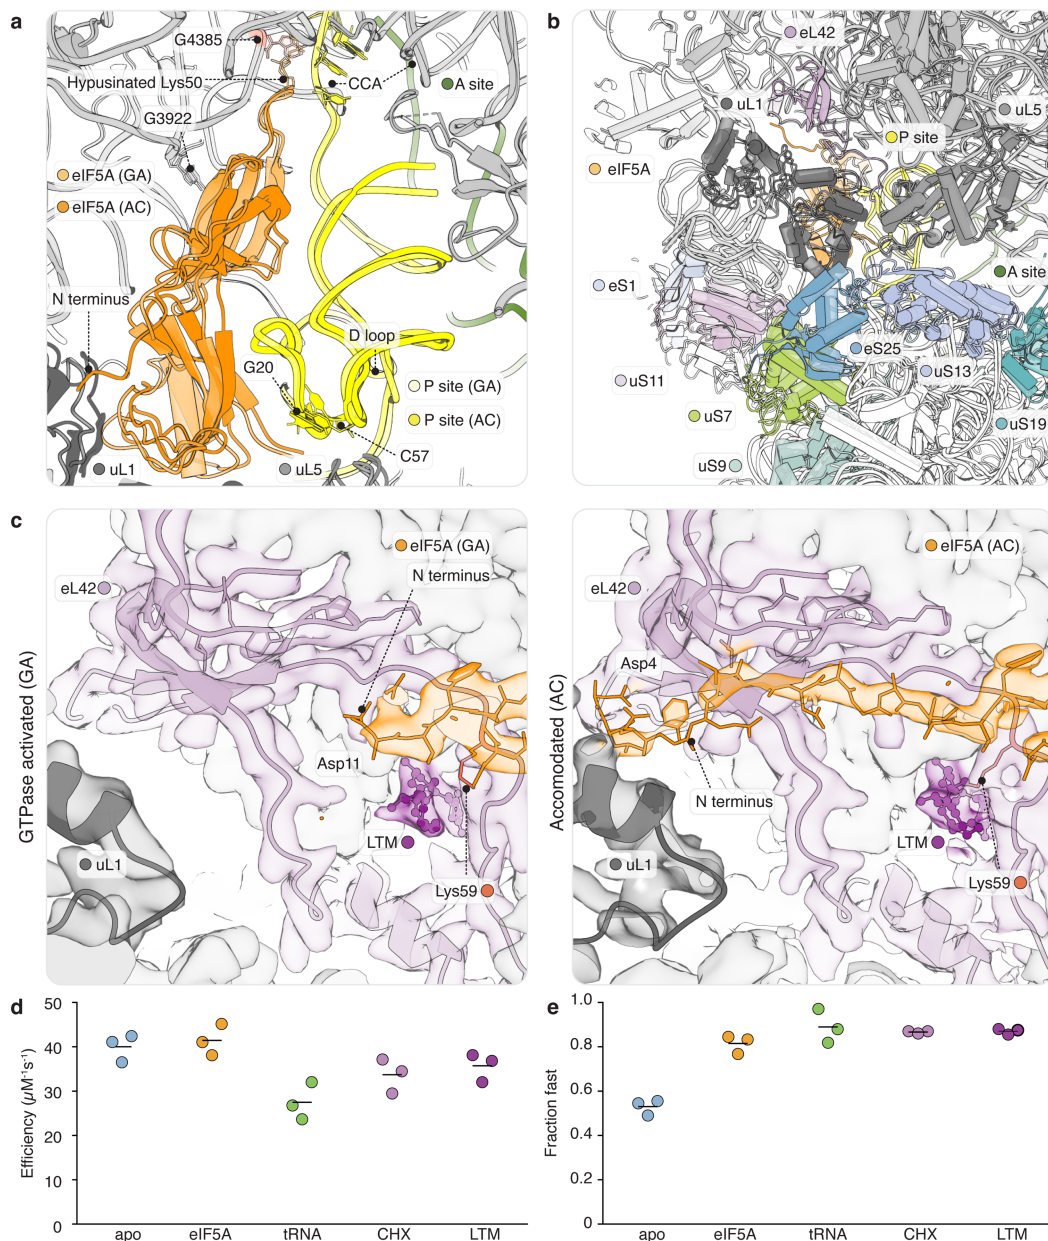 a
G4385
Hypusinated Lys50
CCA
A site
G3922
eIF5A (GA)
eIF5A (AC)
N terminus
D loop
G20
P site (GA)
P site (AC)
C57
uL1
uL5
b
eL42
uL1
uL5
P site
eIF5A
A site
eS1
eS25
uS11
uS13
uS7
uS19
uS9
c
GTPase activated (GA)
eIF5A (GA)
N terminus
eL42
Asp11
LTM
uL1
Lys59
Accomodated (AC)
eIF5A (AC)
eL42
Asp4
N terminus
LTM
uL1
Lys59
d
Efficiency (µM⁻¹s⁻¹)
50
40
30
20
10
0
apo eIF5A tRNA CHX LTM
e
Fraction fast
1.0
0.8
0.6
0.4
0.2
0
apo eIF5A tRNA CHX LTM